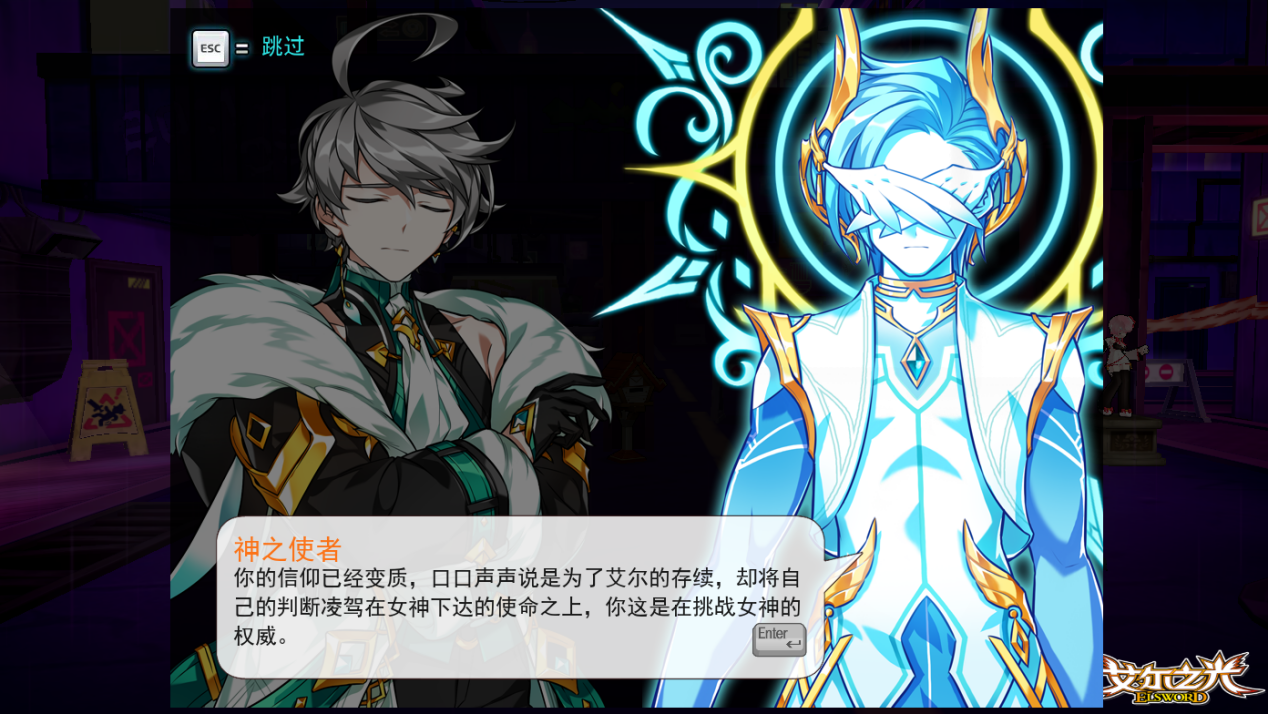 ESC = 跳过
神之使者
你的信仰已经变质，口口声声说是为了艾尔的存续，却将自
己的判断凌驾在女神下达的使命之上，你这是在挑战女神的
权威。
Enter
艾尔之光
ELSWORD